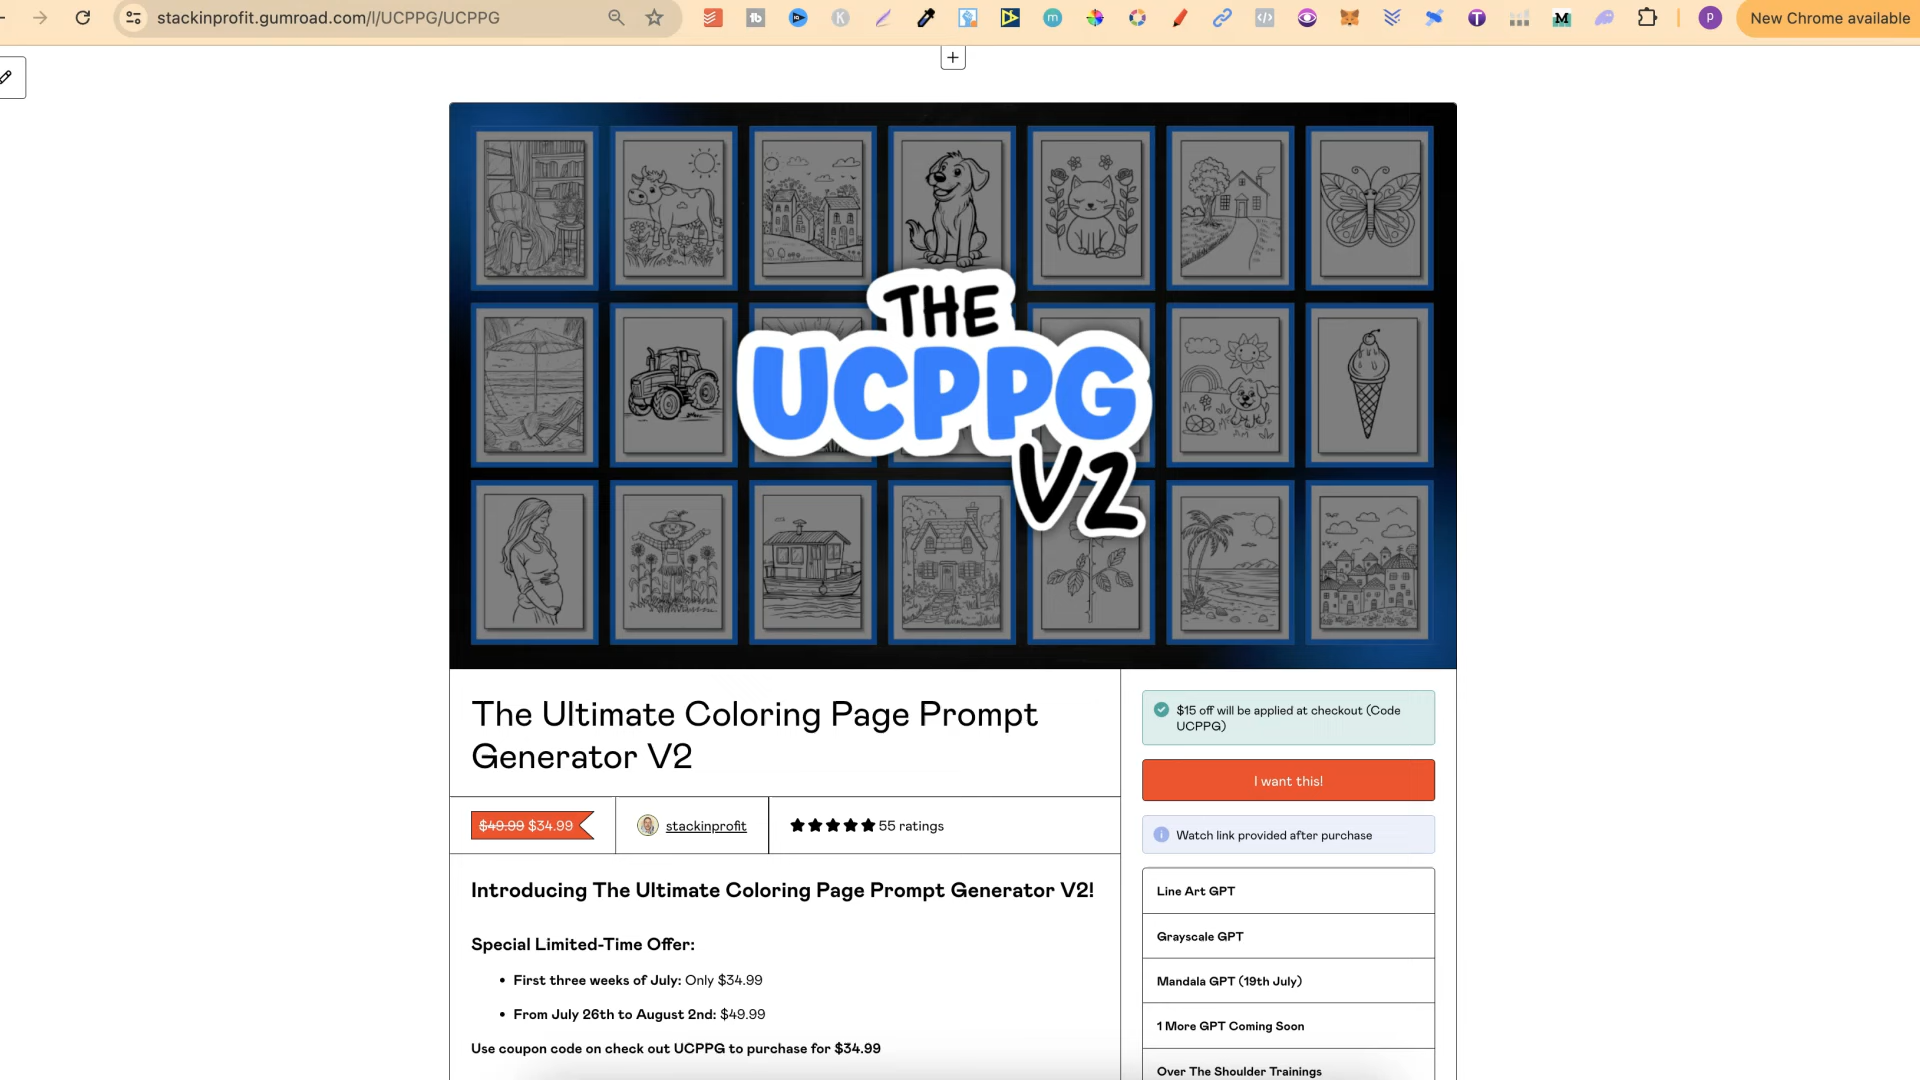 stackinprofit.gumroad.com/l/UCPPG/UCPPG
New Chrome available
THE
UCPPG
V2
The Ultimate Coloring Page Prompt
Generator V2
$49.99 $34.99
stackinprofit
55 ratings
Introducing The Ultimate Coloring Page Prompt Generator V2!
Special Limited-Time Offer:
• First three weeks of July: Only $34.99
• From July 26th to August 2nd: $49.99
Use coupon code on check out UCPPG to purchase for $34.99
$15 off will be applied at checkout (Code
UCPPG)
I want this!
Watch link provided after purchase
Line Art GPT
Grayscale GPT
Mandala GPT (19th July)
1 More GPT Coming Soon
Over The Shoulder Trainings